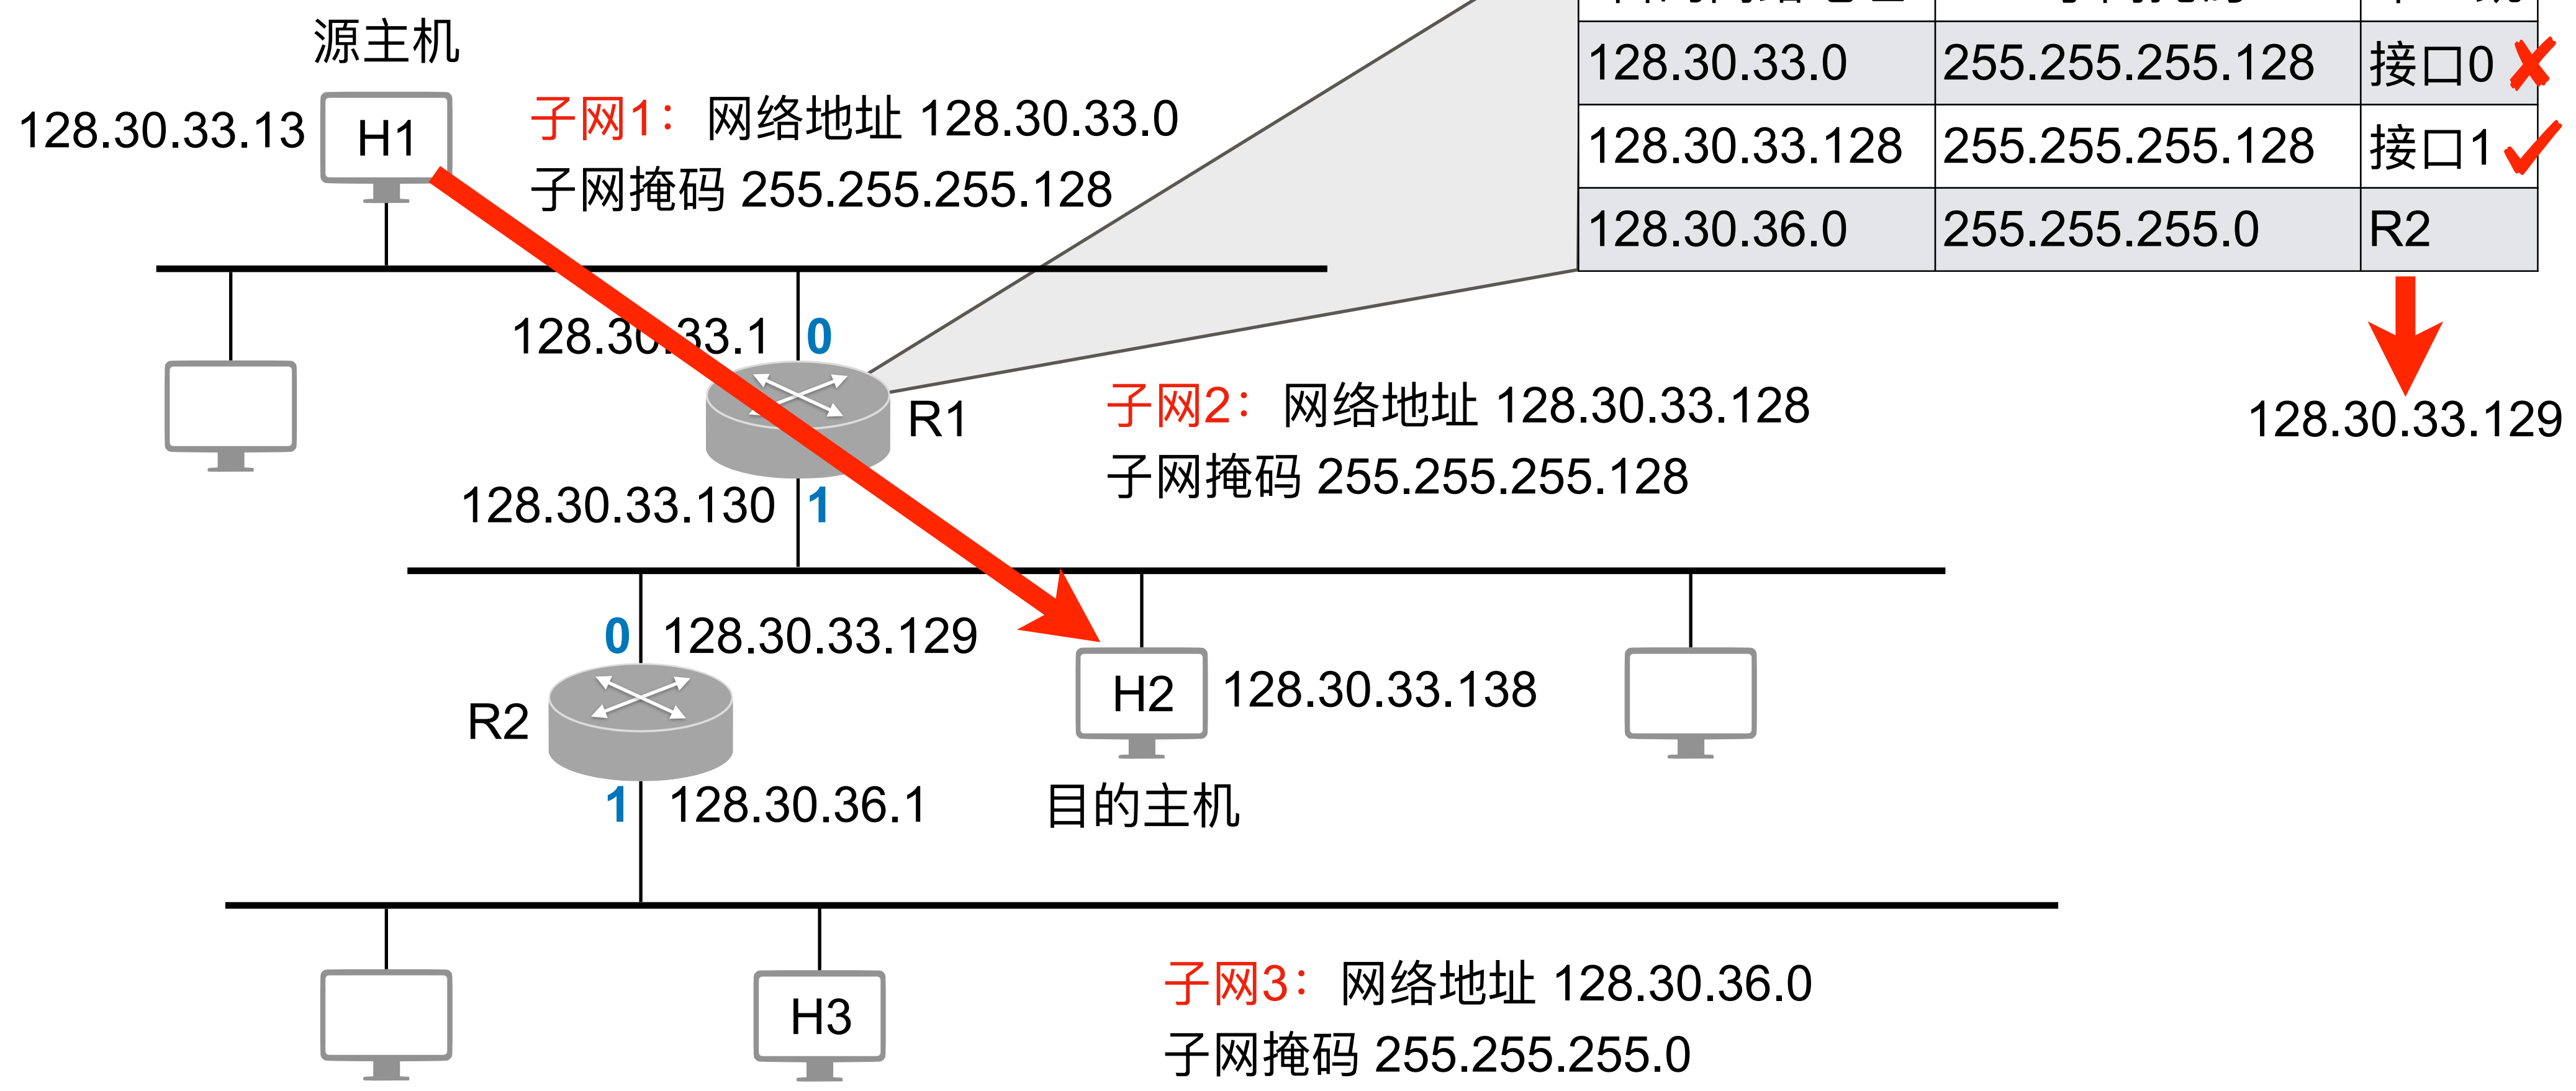 源主机
128.30.33.13
H1
子网1：网络地址 128.30.33.0
子网掩码 255.255.255.128
128.30.33.0 255.255.255.128 接口0
128.30.33.128 255.255.255.128 接口1
128.30.36.0 255.255.255.0 R2
128.30.33.129
128.30.33.1 0
R1
128.30.33.130 1
子网2：网络地址 128.30.33.128
子网掩码 255.255.255.128
0 128.30.33.129
R2
1 128.30.36.1
H2 128.30.33.138
目的主机
H3
子网3：网络地址 128.30.36.0
子网掩码 255.255.255.0